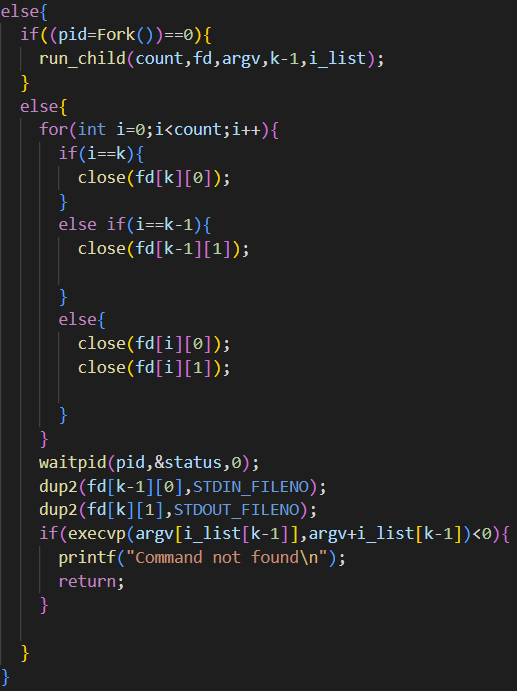 else{
if((pid=Fork())==0){
run_child(count,fd,argv,k-1,i_list);
}
else{
for(int i=0;i<count;i++){
if(i==k){
close(fd[k][0]);
}
else if(i==k-1){
close(fd[k-1][1]);
}
else{
close(fd[i][0]);
close(fd[i][1]);
}
}
waitpid(pid,&status,0);
dup2(fd[k-1][0],STDIN_FILENO);
dup2(fd[k][1],STDOUT_FILENO);
if(execvp(argv[i_list[k-1]],argv+i_list[k-1])<0){
printf("Command not found\n");
return;
}
}
}